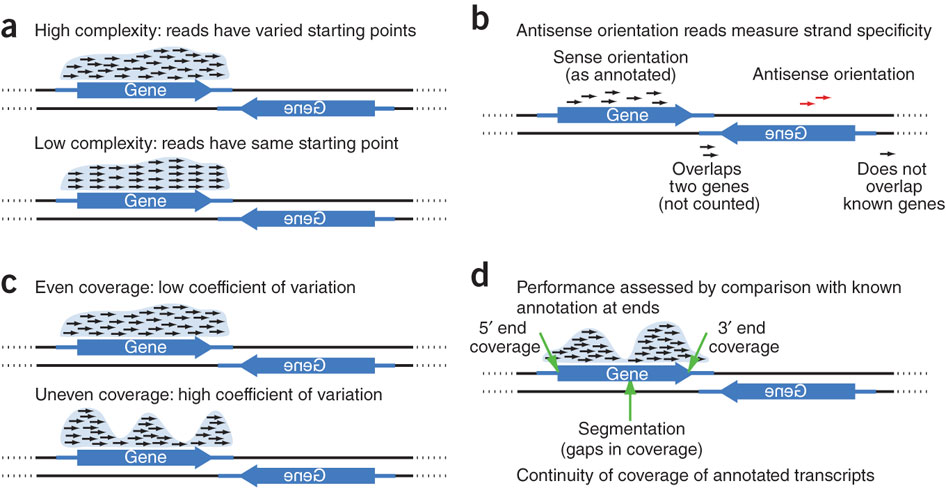 a
High complexity: reads have varied starting points
Gene
Gene
Low complexity: reads have same starting point
Gene
Gene
b
Antisense orientation reads measure strand specificity
Sense orientation
(as annotated)
Antisense orientation
Gene
Gene
Overlaps
two genes
(not counted)
Does not
overlap
known genes
c
Even coverage: low coefficient of variation
Gene
Gene
Uneven coverage: high coefficient of variation
Gene
Gene
d
Performance assessed by comparison with known
annotation at ends
5′ end
coverage
3′ end
coverage
Gene
Gene
Segmentation
(gaps in coverage)
Continuity of coverage of annotated transcripts